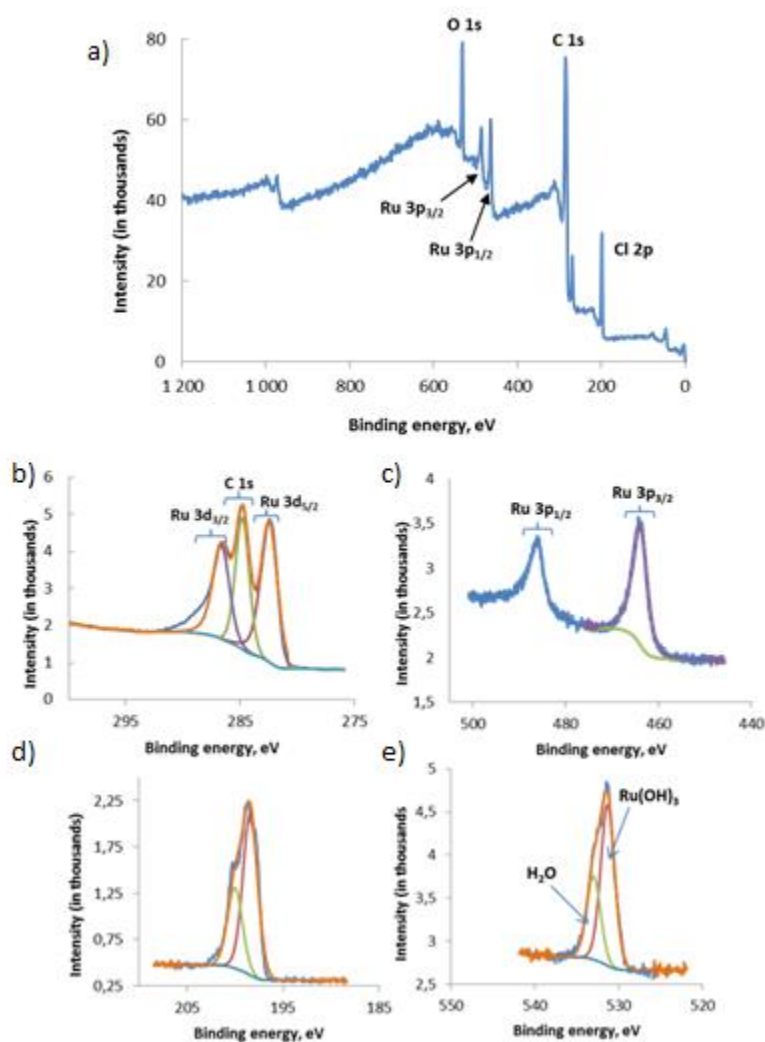 a)
O 1s
C 1s
Ru 3p3/2
Ru 3p1/2
Cl 2p
Intensity (in thousands)
80
60
40
20
0
1 200
1 000
800
600
400
200
0
Binding energy, eV
b)
C 1s
Ru 3d3/2
Ru 3d5/2
Intensity (in thousands)
6
5
4
3
2
1
0
295
285
275
Binding energy, eV
c)
Ru 3p1/2
Ru 3p3/2
Intensity (in thousands)
4
3,5
3
2,5
2
1,5
500
480
460
440
Binding energy, eV
d)
Intensity (in thousands)
2,25
1,75
1,25
0,75
0,25
205
195
185
Binding energy, eV
e)
Ru(OH)3
H2O
Intensity (in thousands)
5
4,5
4
3,5
3
2,5
550
540
530
520
Binding energy, eV